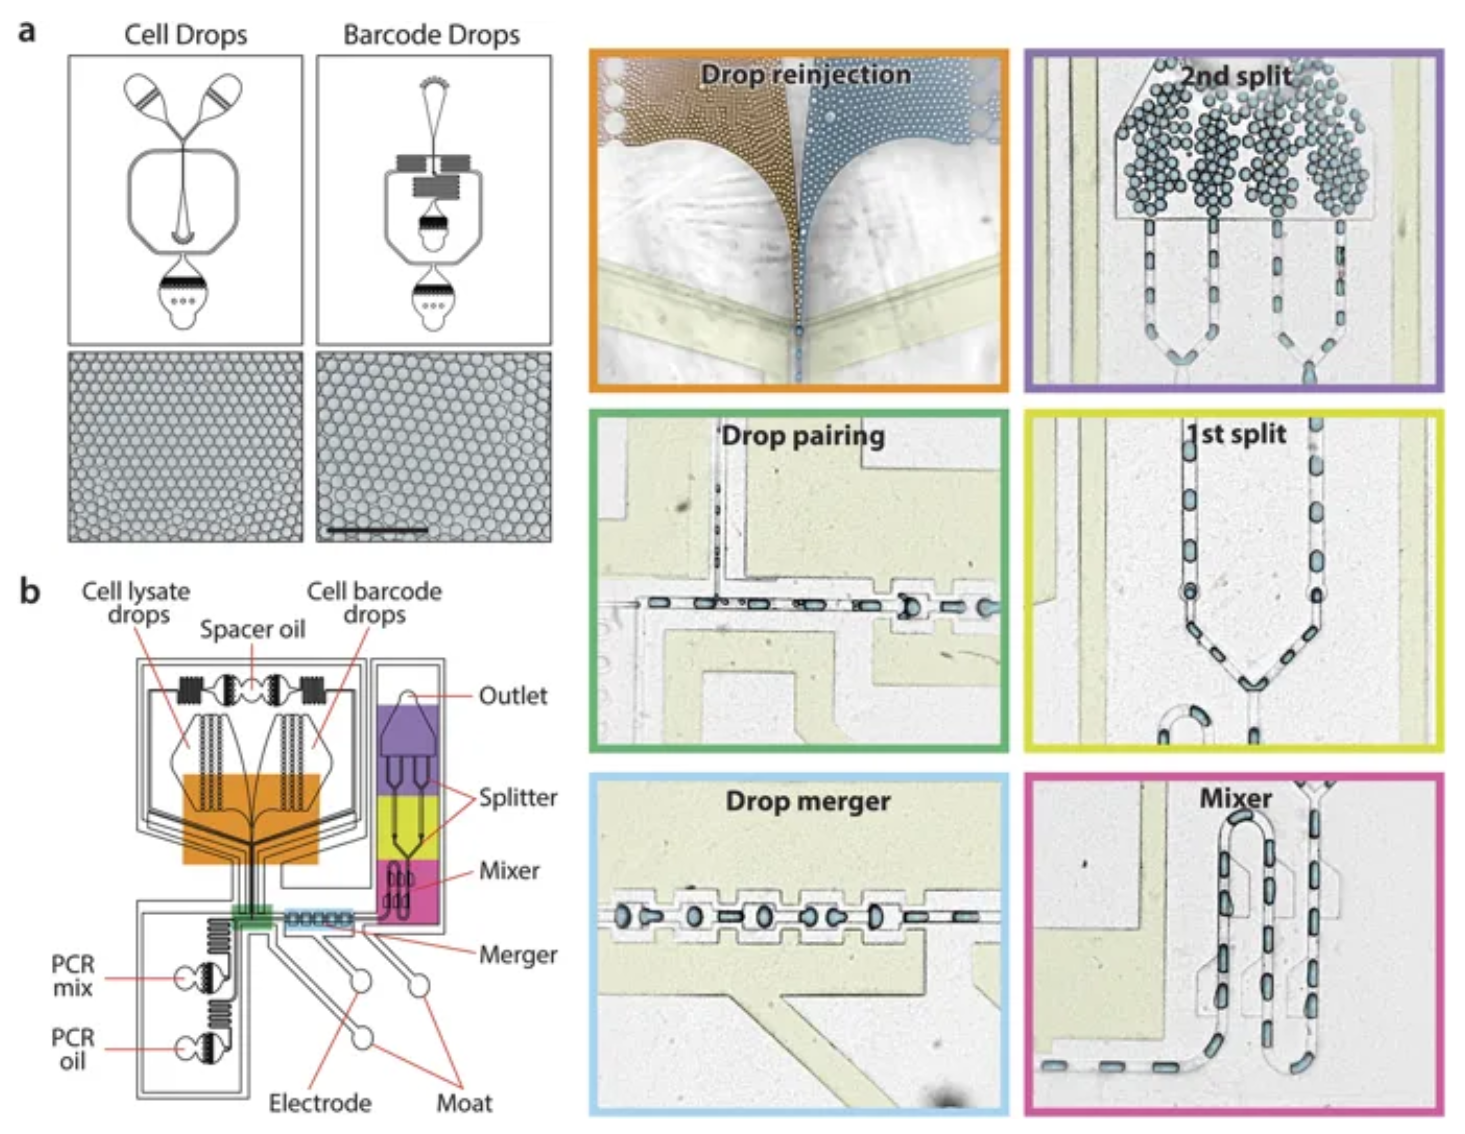 a
Cell Drops
Barcode Drops
b
Cell lysate
drops
Cell barcode
drops
Spacer oil
Outlet
Splitter
Mixer
Merger
PCR
mix
PCR
oil
Electrode
Moat
Drop reinjection
2nd split
Drop pairing
1st split
Drop merger
Mixer